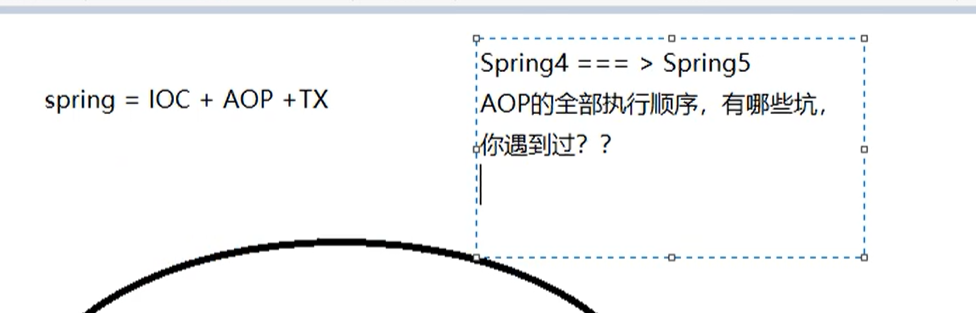 spring = IOC + AOP +TX
Spring4 === > Spring5
AOP的全部执行顺序，有哪些坑，
你遇到过？？